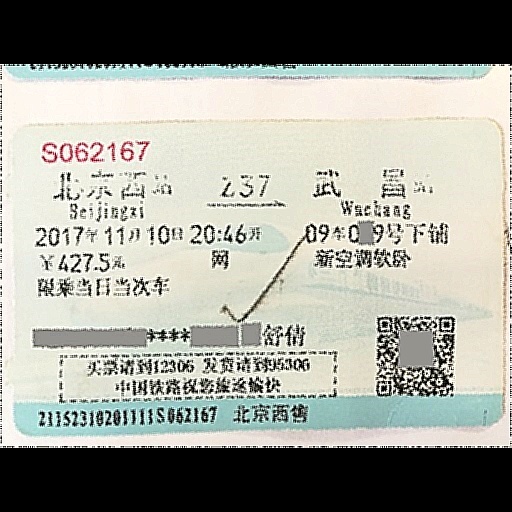 S062167
北京西站 Z37 武昌站
Beijingxi Wuchang
2017年11月10日 20:46开 09车0 9号下铺
￥427.5元 网 新空调软卧
限乘当日当次车
**** 舒倩
买票请到12306 发货请到95306
中国铁路祝您旅途愉快
21152310201111S062167 北京西售